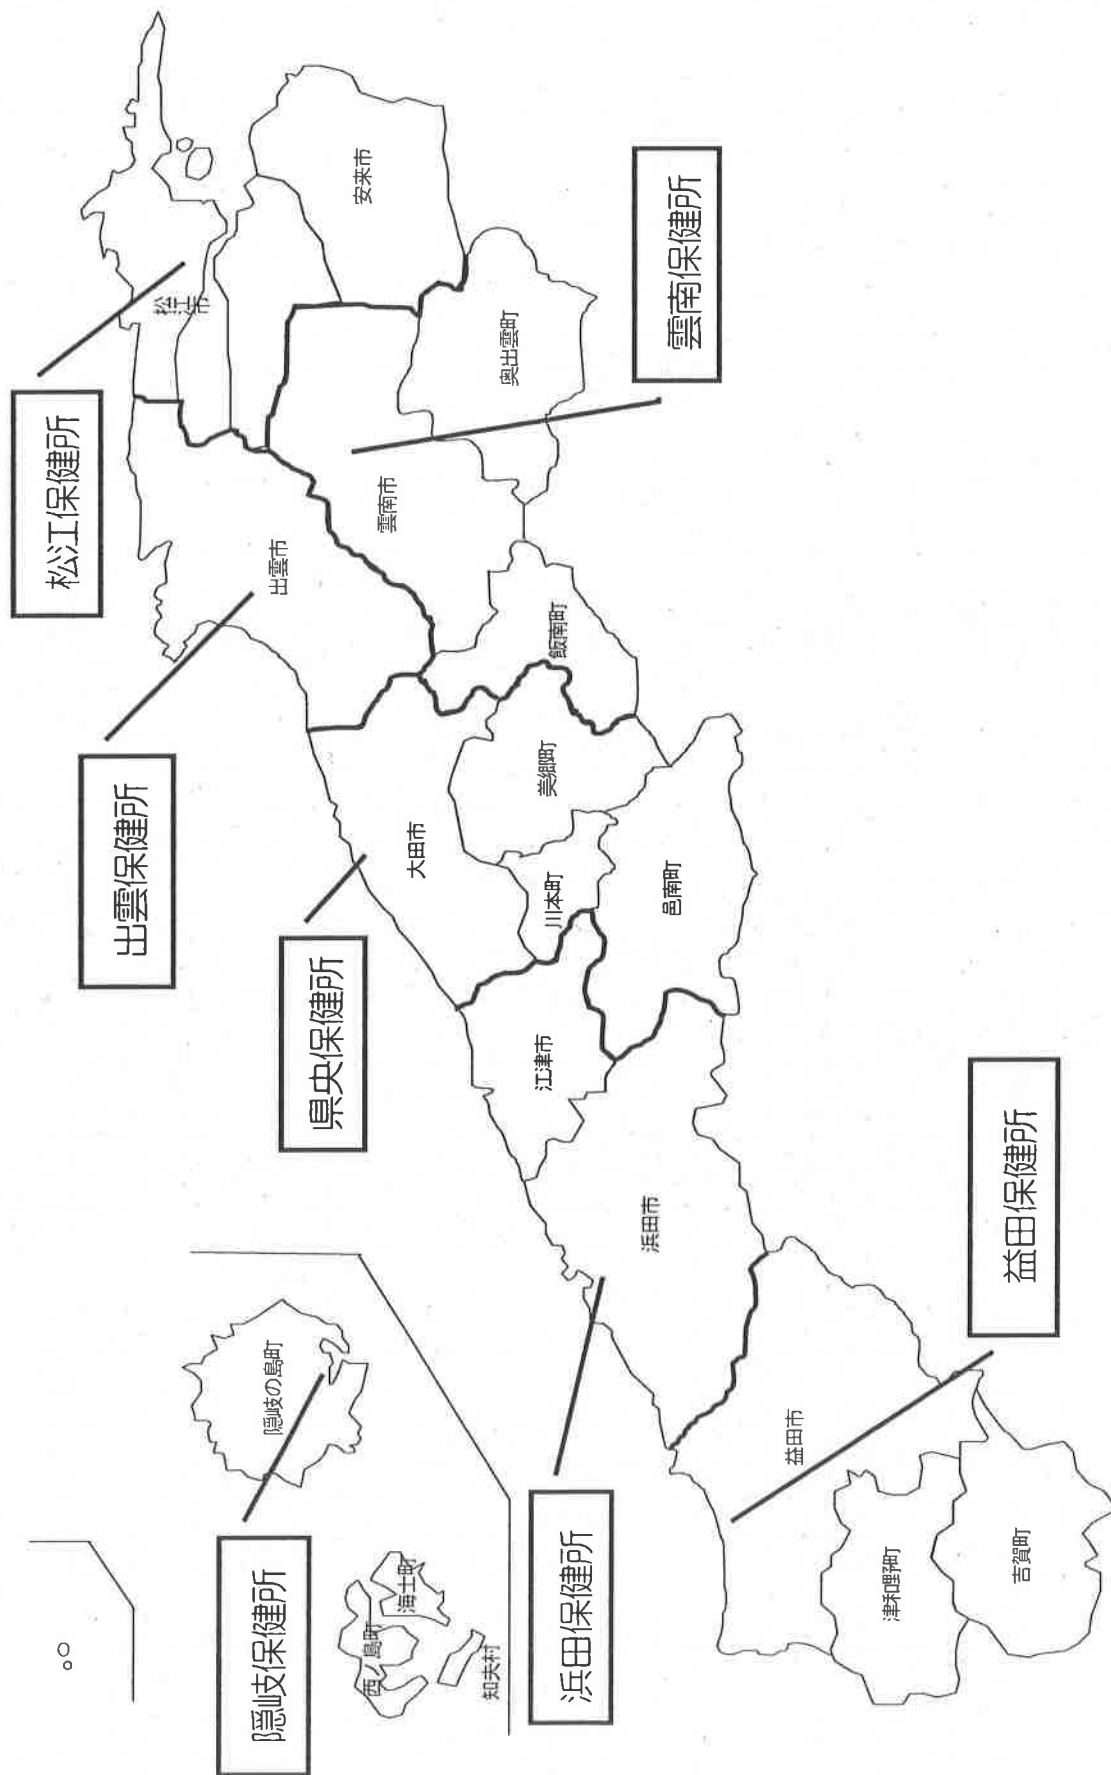 松江保健所
出雲保健所
県央保健所
隠岐保健所
浜田保健所
雲南保健所
益田保健所
松江市
安来市
出雲市
雲南市
奥出雲町
飯南町
大田市
美郷町
川本町
邑南町
江津市
浜田市
益田市
津和野町
吉賀町
隠岐の島町
西ノ島町
海士町
知夫村